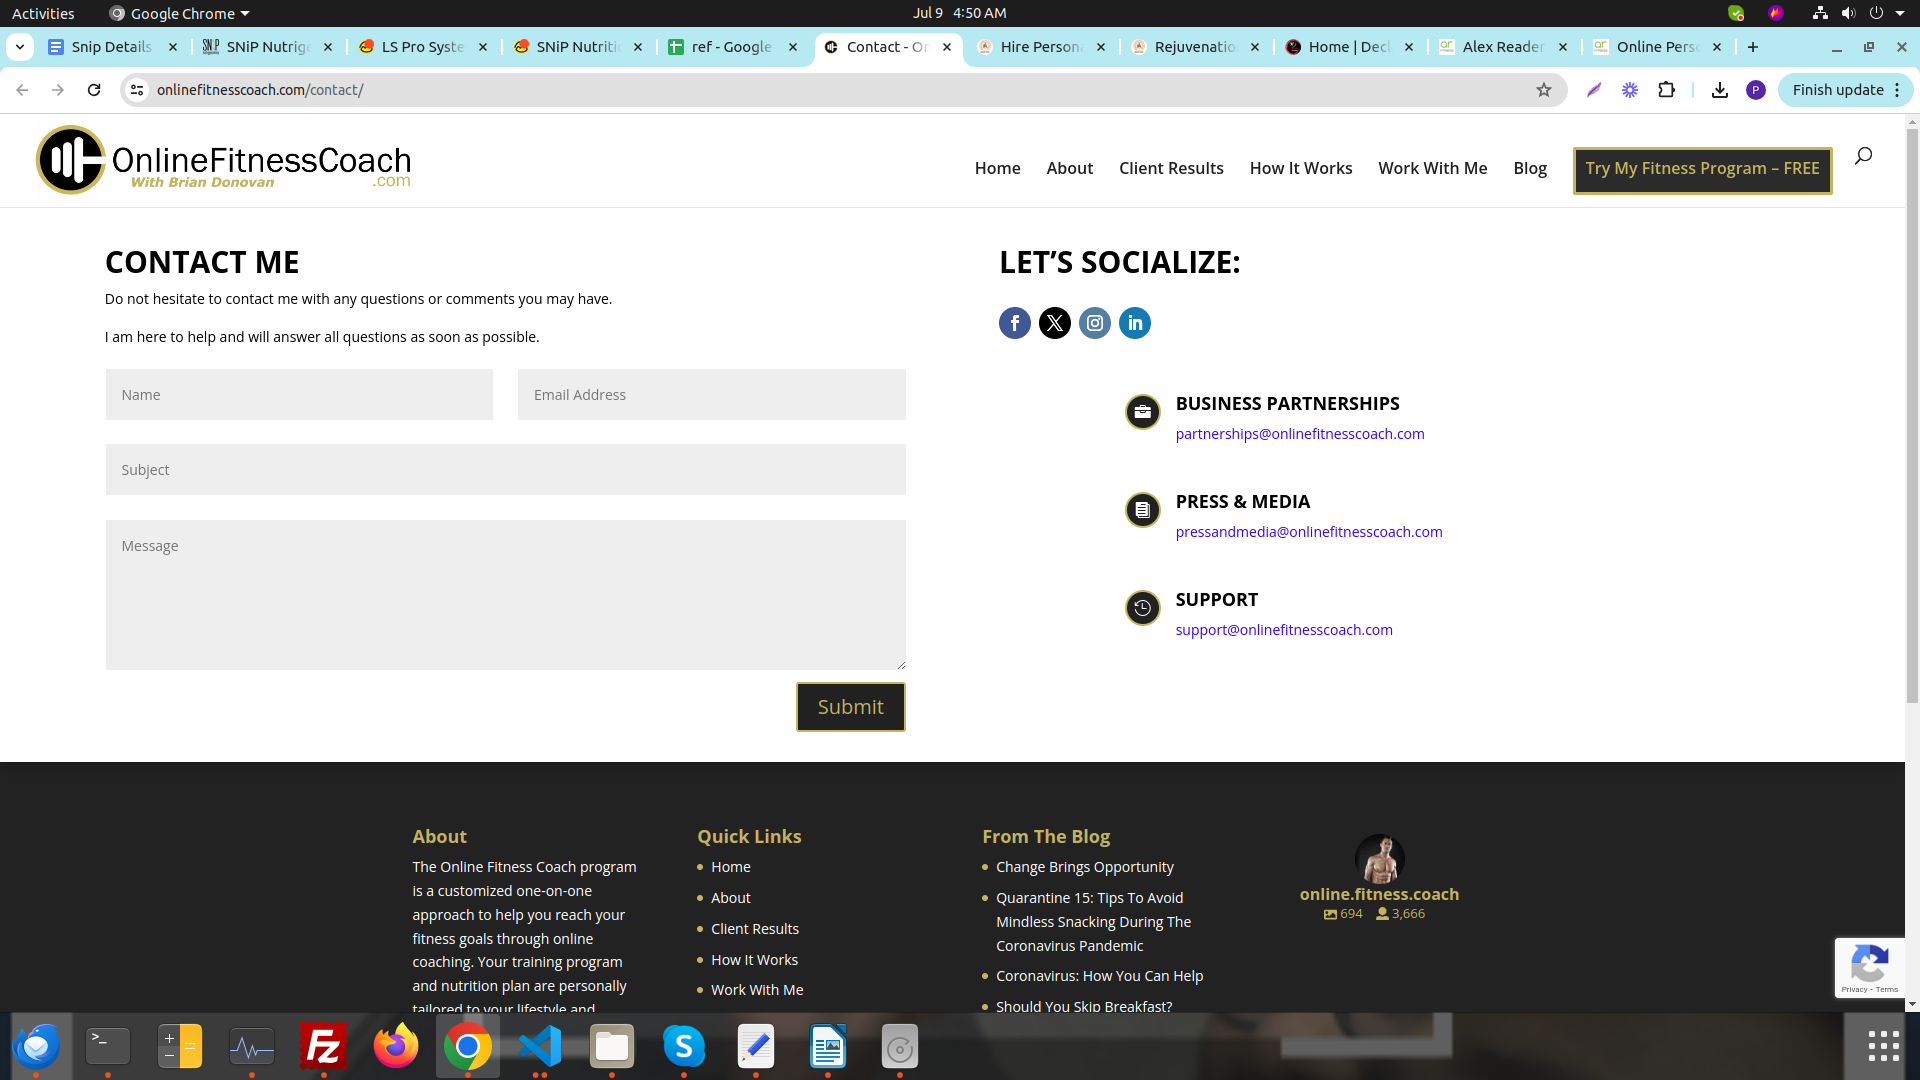 Activities
Google Chrome
Jul 9 4:50 AM
Snip Details
SNiP Nutrige
LS Pro Syste
SNiP Nutriti
ref - Google
Contact - On
Hire Person
Rejuvenatio
Home | Decl
Alex Reader
Online Pers
onlinefitnesscoach.com/contact/
P
Finish update
OnlineFitnessCoach
With Brian Donovan
.com
Home
About
Client Results
How It Works
Work With Me
Blog
Try My Fitness Program – FREE
CONTACT ME
Do not hesitate to contact me with any questions or comments you may have.
I am here to help and will answer all questions as soon as possible.
Name
Email Address
Subject
Message
Submit
LET’S SOCIALIZE:
BUSINESS PARTNERSHIPS
partnerships@onlinefitnesscoach.com
PRESS & MEDIA
pressandmedia@onlinefitnesscoach.com
SUPPORT
support@onlinefitnesscoach.com
About
The Online Fitness Coach program
is a customized one-on-one
approach to help you reach your
fitness goals through online
coaching. Your training program
and nutrition plan are personally
tailored to your lifestyle and
Quick Links
Home
About
Client Results
How It Works
Work With Me
From The Blog
Change Brings Opportunity
Quarantine 15: Tips To Avoid
Mindless Snacking During The
Coronavirus Pandemic
Coronavirus: How You Can Help
Should You Skip Breakfast?
online.fitness.coach
694 3,666
Privacy - Terms